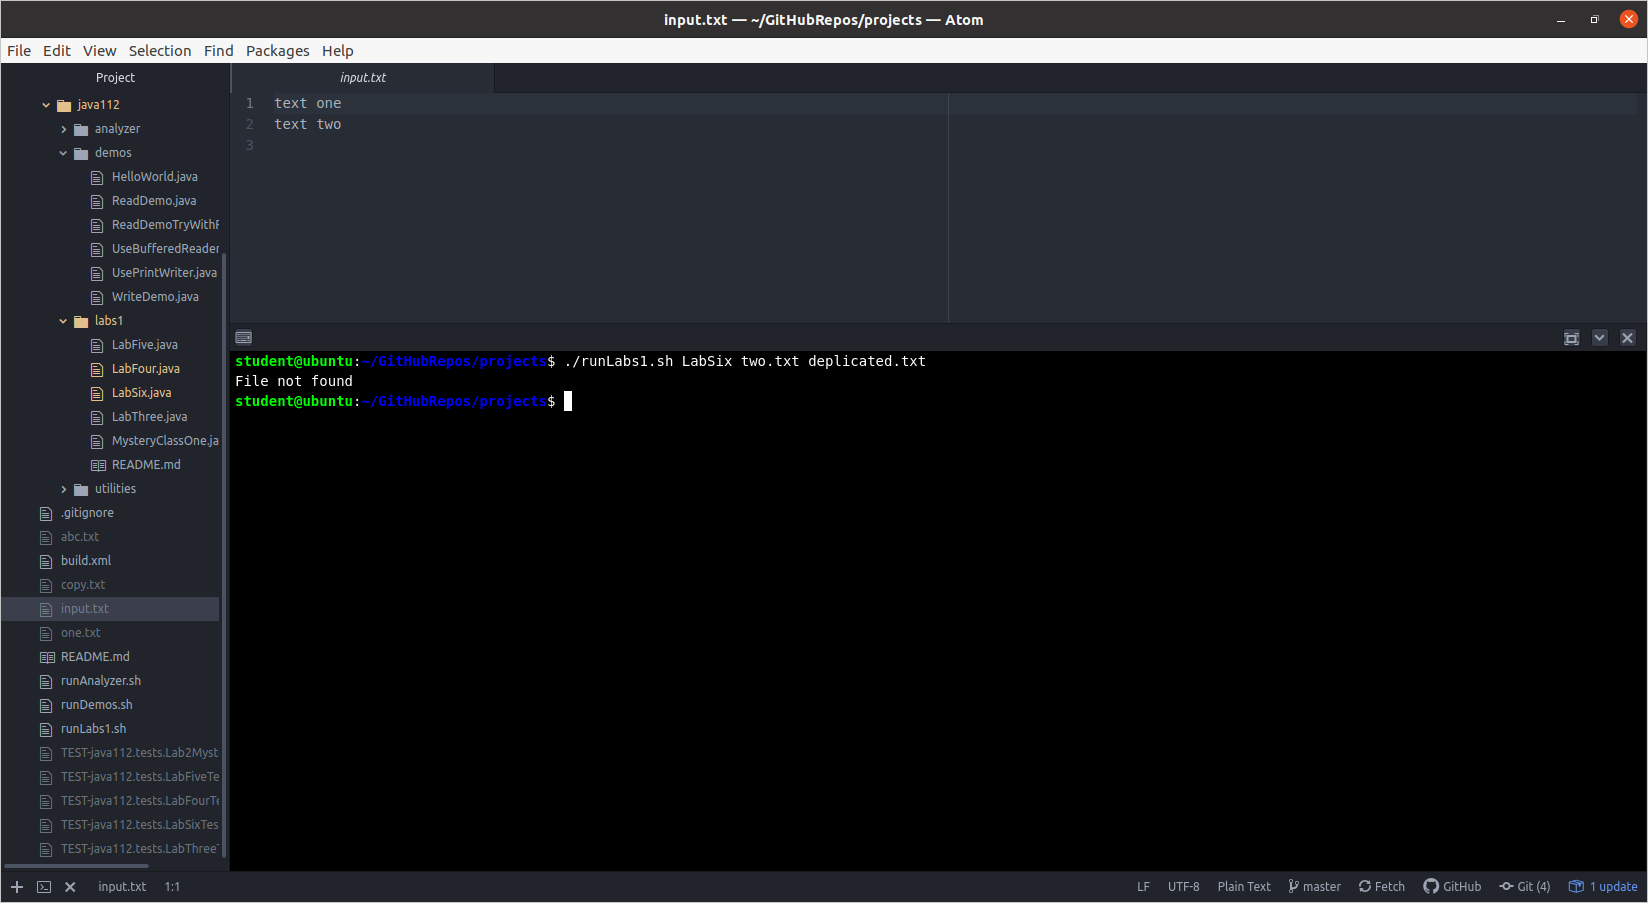 input.txt — ~/GitHubRepos/projects — Atom
File Edit View Selection Find Packages Help
Project
java112
analyzer
demos
HelloWorld.java
ReadDemo.java
ReadDemoTryWithR
UseBufferedReader
UsePrintWriter.java
WriteDemo.java
labs1
LabFive.java
LabFour.java
LabSix.java
LabThree.java
MysteryClassOne.ja
README.md
utilities
.gitignore
abc.txt
build.xml
copy.txt
input.txt
one.txt
README.md
runAnalyzer.sh
runDemos.sh
runLabs1.sh
TEST-java112.tests.Lab2Myst
TEST-java112.tests.LabFiveTe
TEST-java112.tests.LabFourTe
TEST-java112.tests.LabSixTes
TEST-java112.tests.LabThreeT
input.txt
1 text one
2 text two
3
student@ubuntu:~/GitHubRepos/projects$ ./runLabs1.sh LabSix two.txt deplicated.txt
File not found
student@ubuntu:~/GitHubRepos/projects$
input.txt 1:1 LF UTF-8 Plain Text master Fetch GitHub Git (4) 1 update